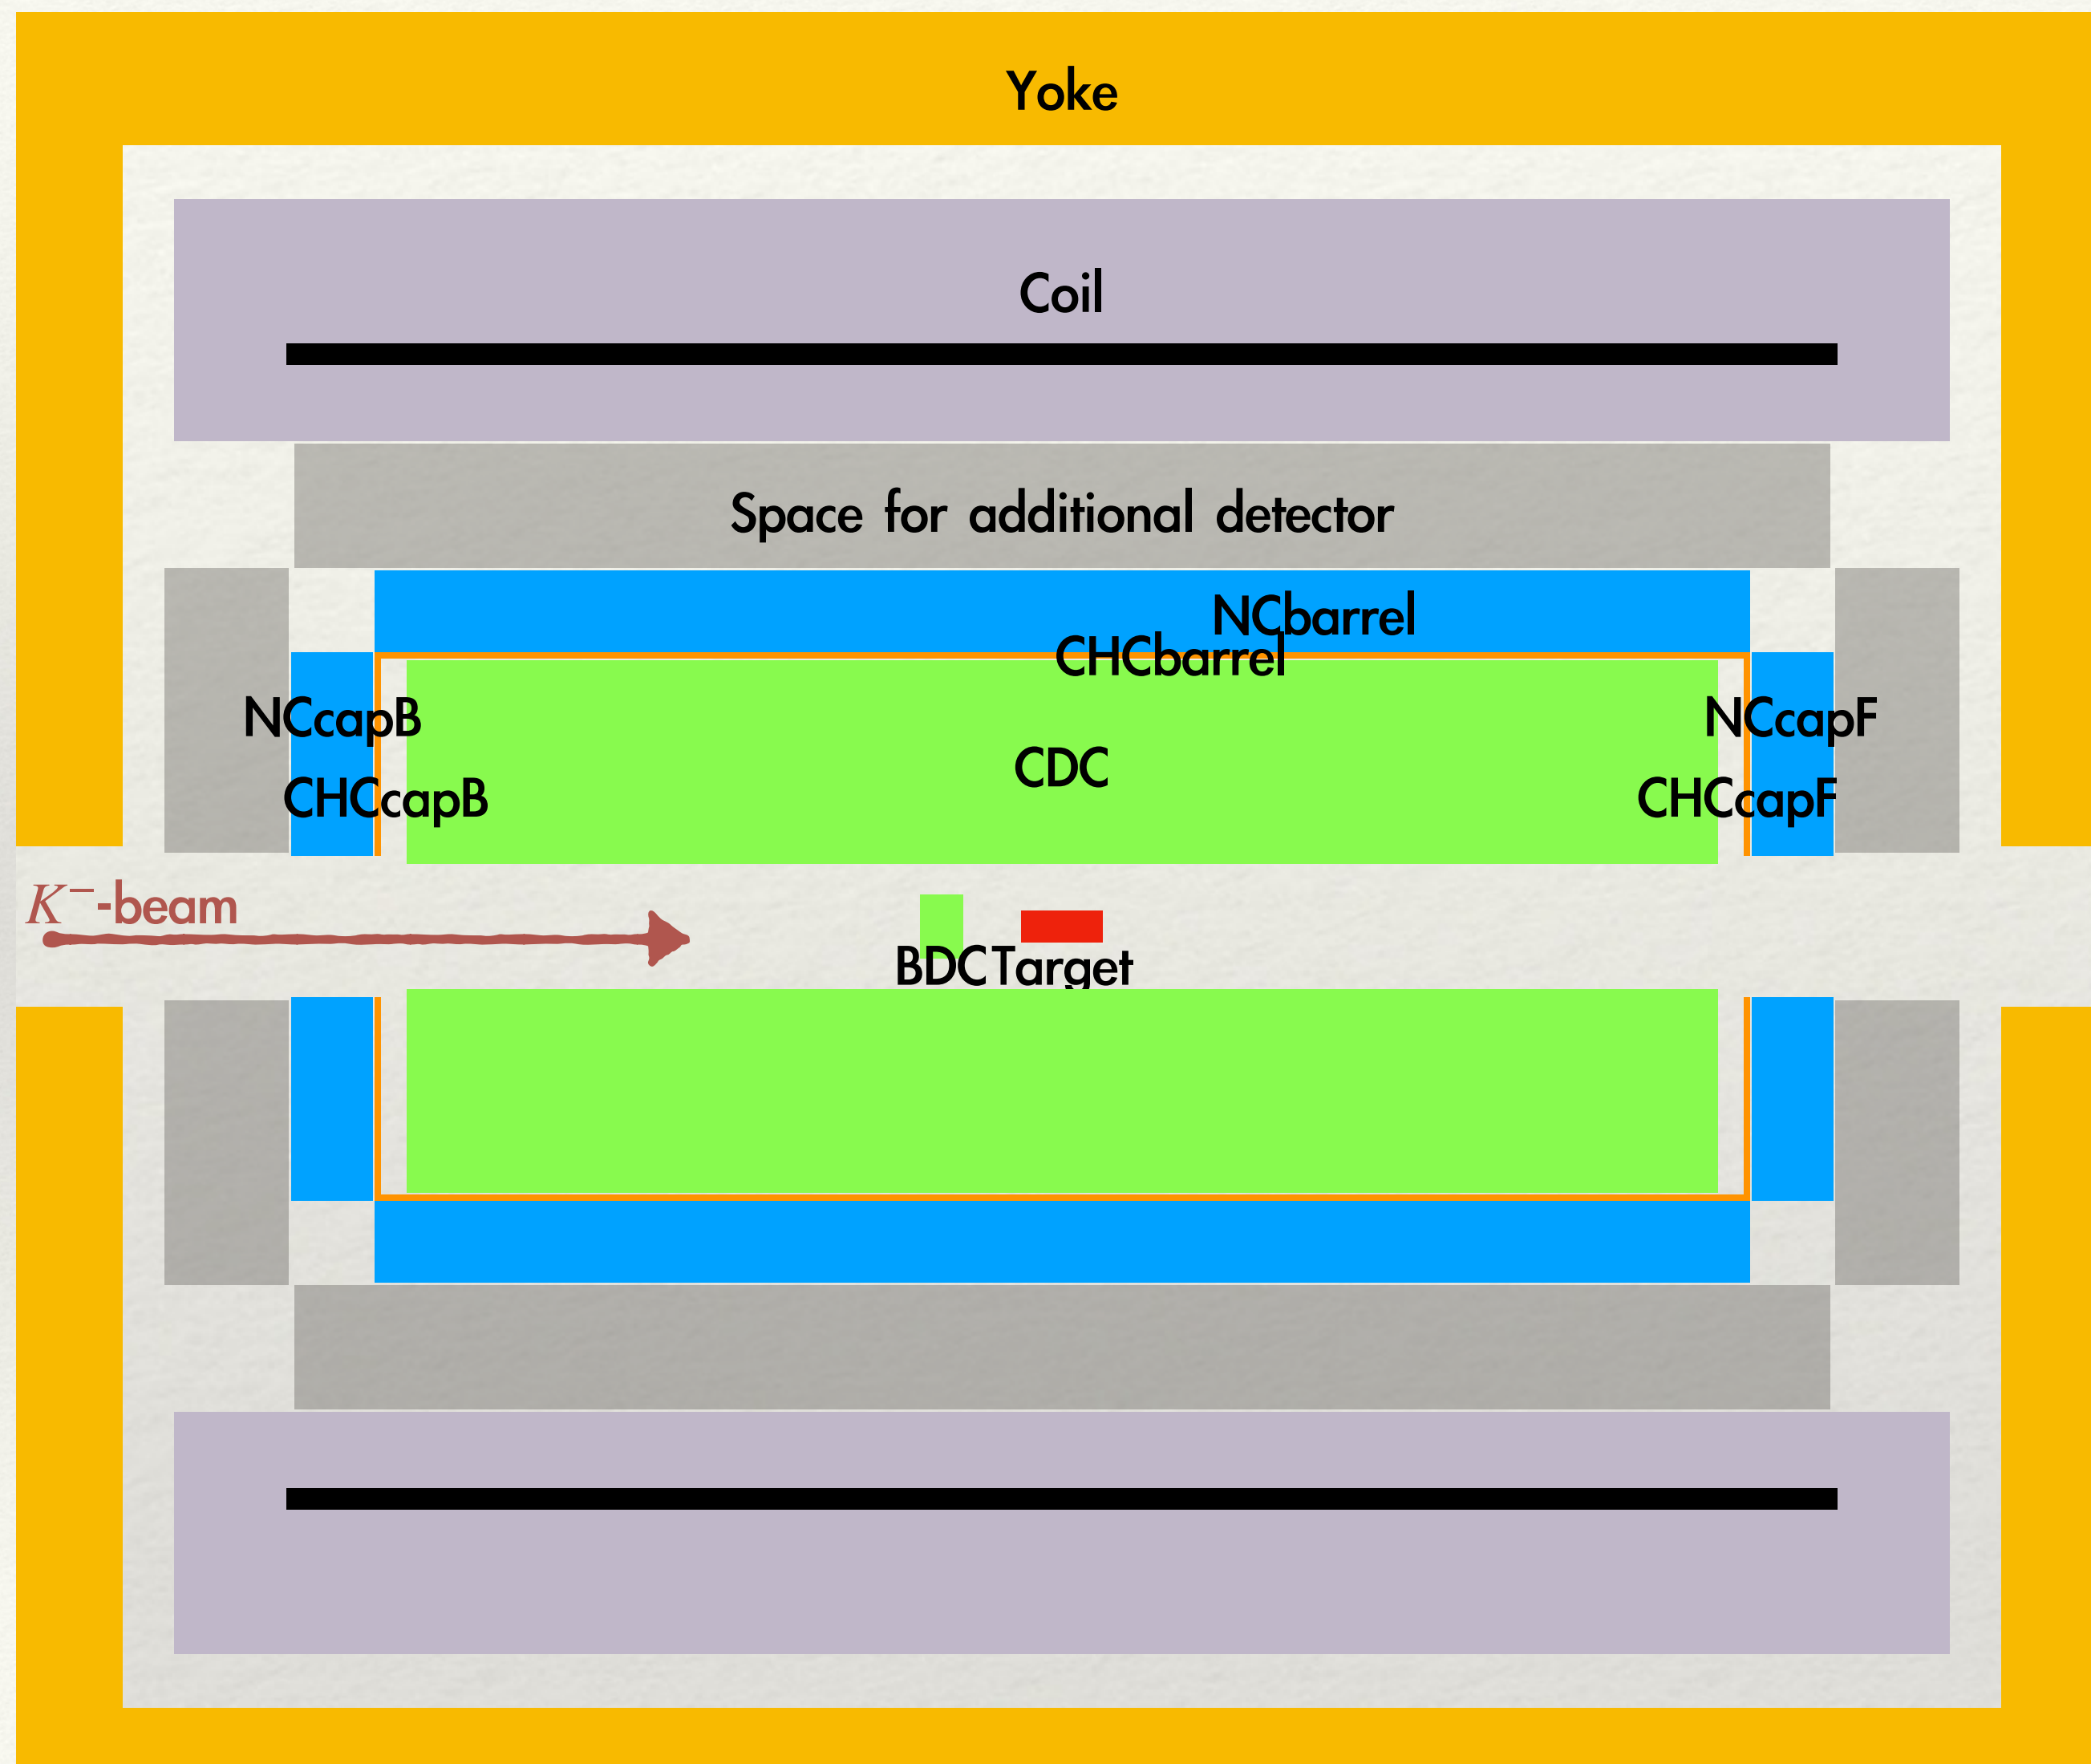 Yoke
Coil
Space for additional detector
NCbarrel
CHCbarrel
NCcapB
NCcapF
CDC
CHCcapB
CHCcapF
K⁻-beam
BDC Target